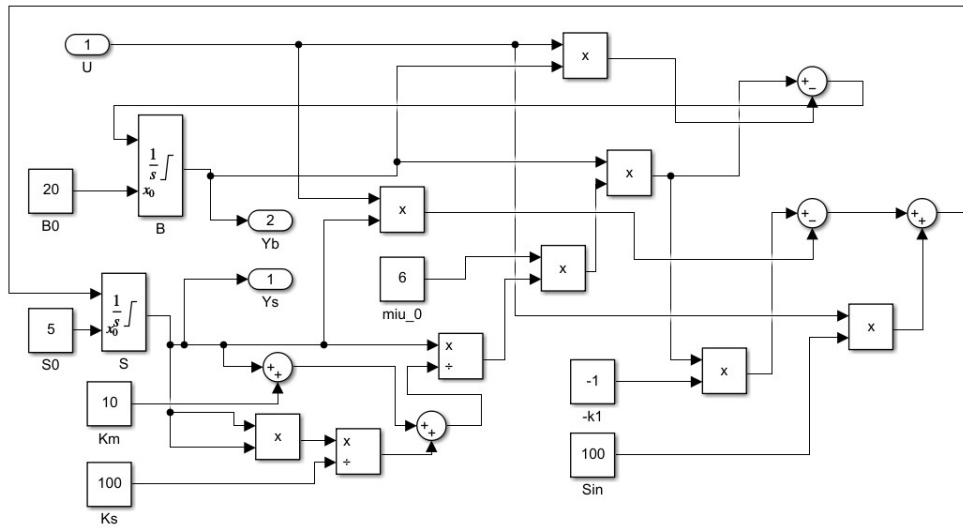 1
U
x
+
−
1
s
x0
B
20
B0
x
x
2
Yb
+
−
+
+
x
1
Ys
6
miu_0
1
s
x0
S
5
S0
x
÷
x
x
-1
-k1
+
+
10
Km
+
+
x
x
÷
100
Sin
100
Ks